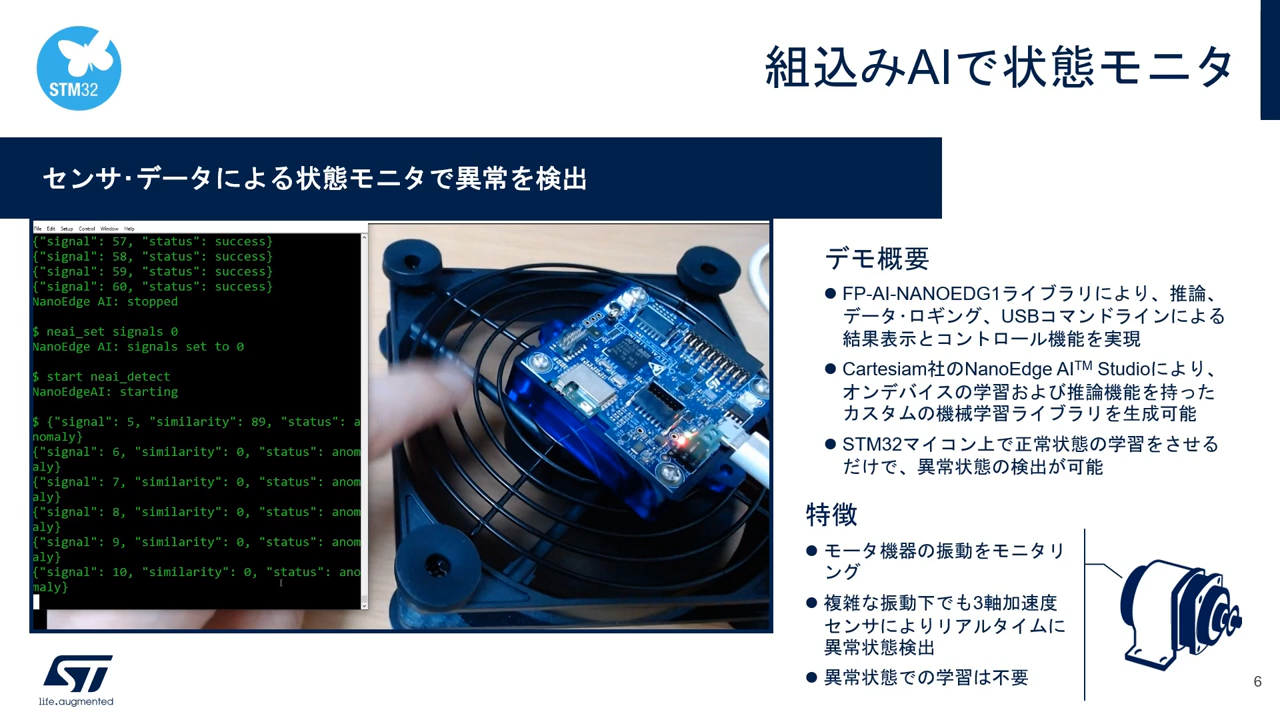 STM32
組込みAIで状態モニタ
センサ･データによる状態モニタで異常を検出
File Edit Setup Control Window Help
{"signal": 57, "status": success}
{"signal": 58, "status": success}
{"signal": 59, "status": success}
{"signal": 60, "status": success}
NanoEdge AI: stopped
$ neai_set signals 0
NanoEdge AI: signals set to 0
$ start neai_detect
NanoEdgeAI: starting
$ {"signal": 5, "similarity": 89, "status": a
nomaly}
{"signal": 6, "similarity": 0, "status": anom
aly}
{"signal": 7, "similarity": 0, "status": anom
aly}
{"signal": 8, "similarity": 0, "status": anom
aly}
{"signal": 9, "similarity": 0, "status": anom
aly}
{"signal": 10, "similarity": 0, "status": ano
maly}
デモ概要
● FP-AI-NANOEDG1ライブラリにより、推論、
データ･ロギング、USBコマンドラインによる
結果表示とコントロール機能を実現
● Cartesiam社のNanoEdge AI™ Studioにより、
オンデバイスの学習および推論機能を持った
カスタムの機械学習ライブラリを生成可能
● STM32マイコン上で正常状態の学習をさせる
だけで、異常状態の検出が可能
特徴
● モータ機器の振動をモニタリ
ング
● 複雑な振動下でも3軸加速度
センサによりリアルタイムに
異常状態検出
● 異常状態での学習は不要
ST
life.augmented
6